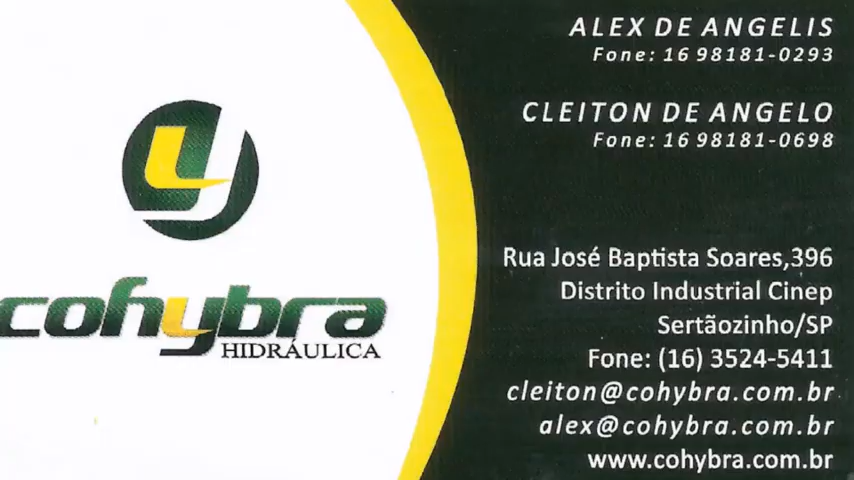 cohybra
HIDRÁULICA
ALEX DE ANGELIS
Fone: 16 98181-0293
CLEITON DE ANGELO
Fone: 16 98181-0698
Rua José Baptista Soares,396
Distrito Industrial Cinep
Sertãozinho/SP
Fone: (16) 3524-5411
cleiton@cohybra.com.br
alex@cohybra.com.br
www.cohybra.com.br